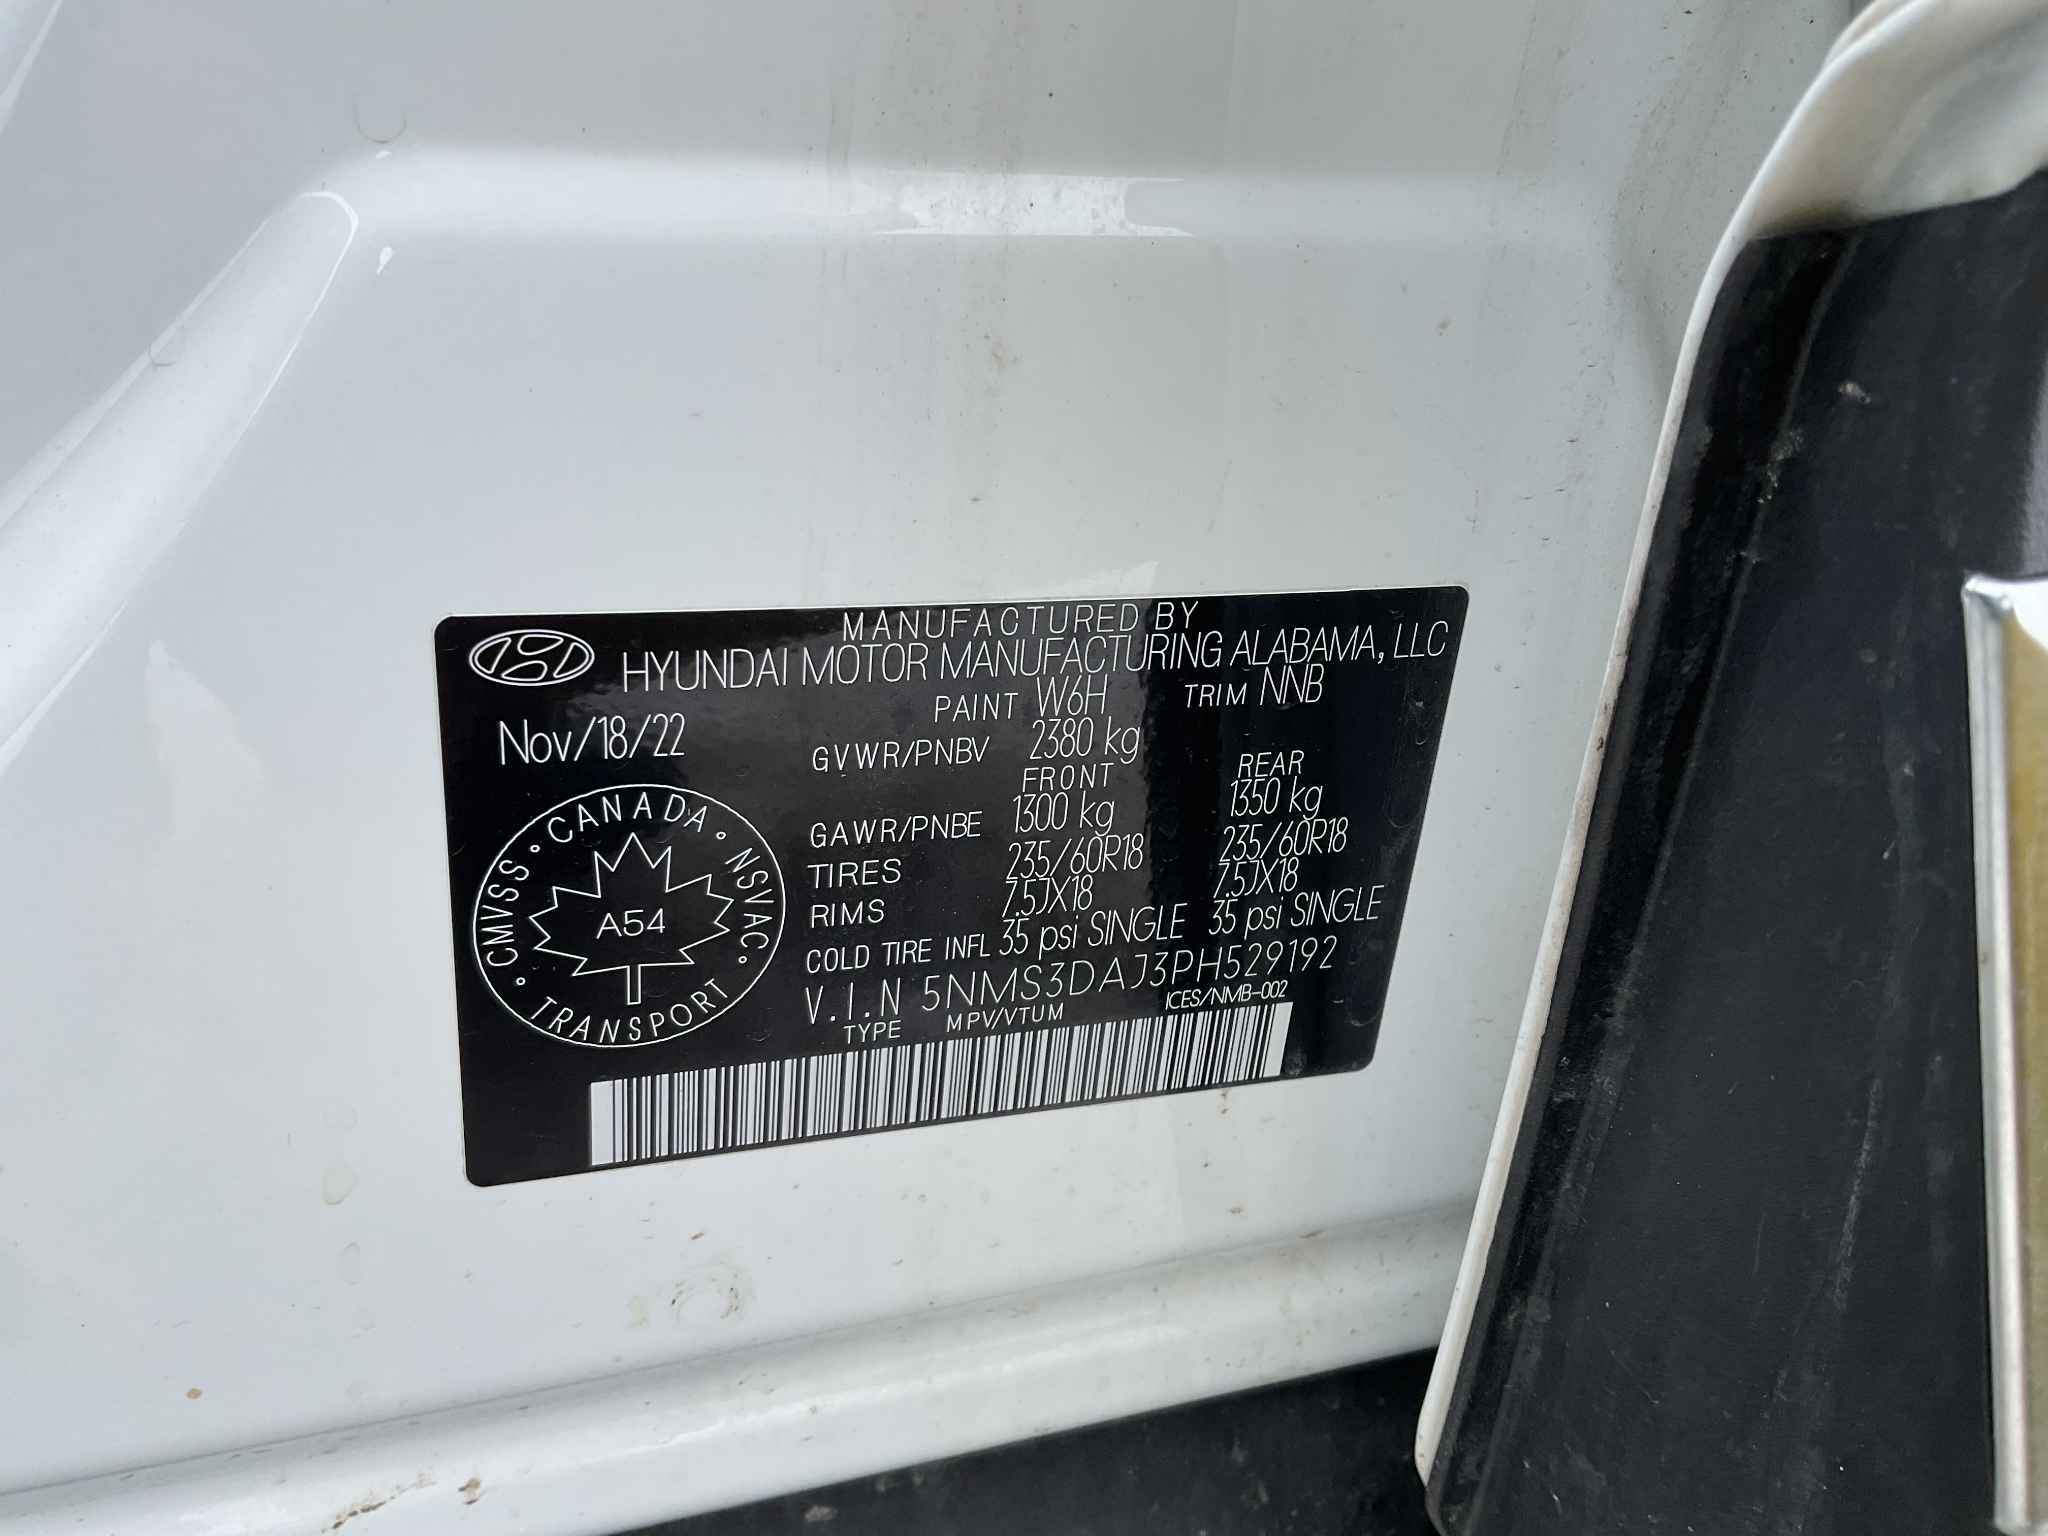 MANUFACTURED BY
HYUNDAI MOTOR MANUFACTURING ALABAMA, LLC
PAINT W6H TRIM NNB
Nov/18/22
GVWR/PNBV 2380 kg
FRONT REAR
GAWR/PNBE 1300 kg 1350 kg
TIRES 235/60R18 235/60R18
RIMS 7.5JX18 7.5JX18
COLD TIRE INFL 35 psi SINGLE 35 psi SINGLE
V.I.N 5NMS3DAJ3PH529192
TYPE MPV/VTUM ICES/NMB-002
CMVSS · CANADA · NSVAC · TRANSPORT ·
A54